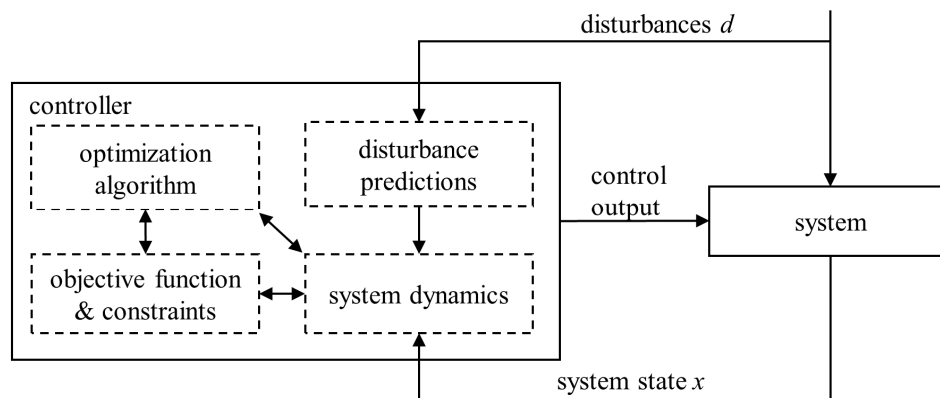 disturbances d
controller
optimization
algorithm
disturbance
predictions
control
output
system
objective function
& constraints
system dynamics
system state x